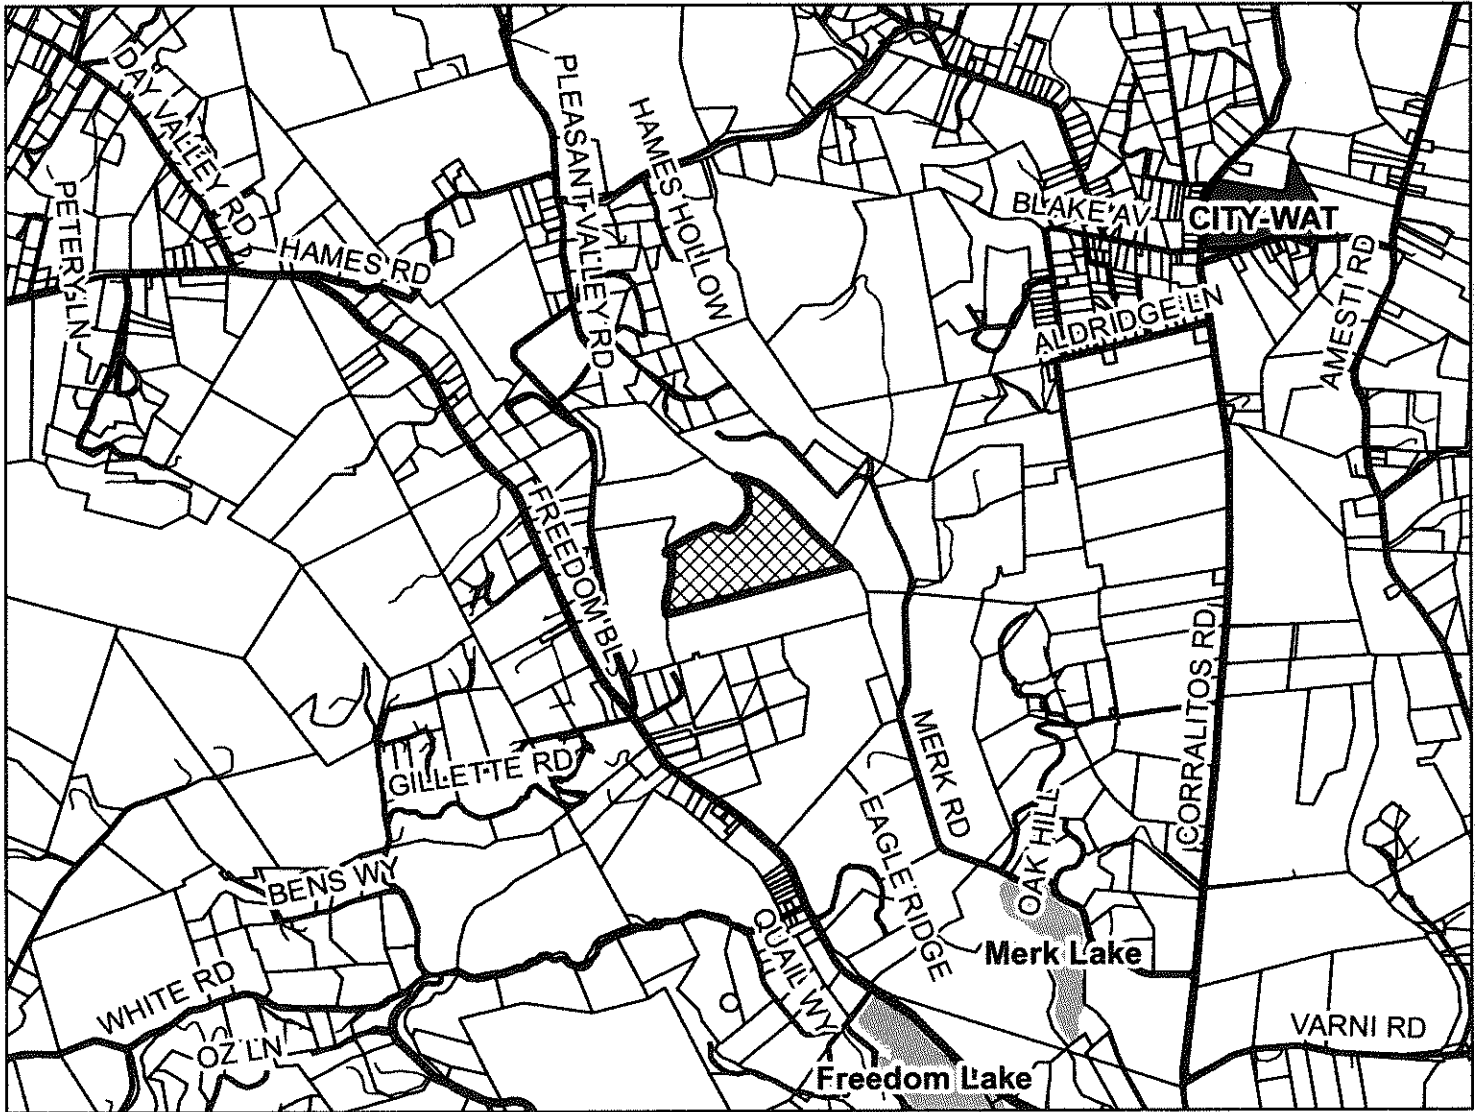 DAY VALLEY RD
PLEASANT VALLEY RD
HAMES HOLLOW
PETERY LN
HAMES RD
BLAKE AV
CITY-WAT
ALDRIDGE LN
AMESTI RD
FREEDOM BL
CORRALITOS RD
MERK RD
GILLETTE RD
EAGLE RIDGE
OAK HILL
BENS WY
QUAIL WY
Merk Lake
WHITE RD
OZ LN
VARNI RD
Freedom Lake